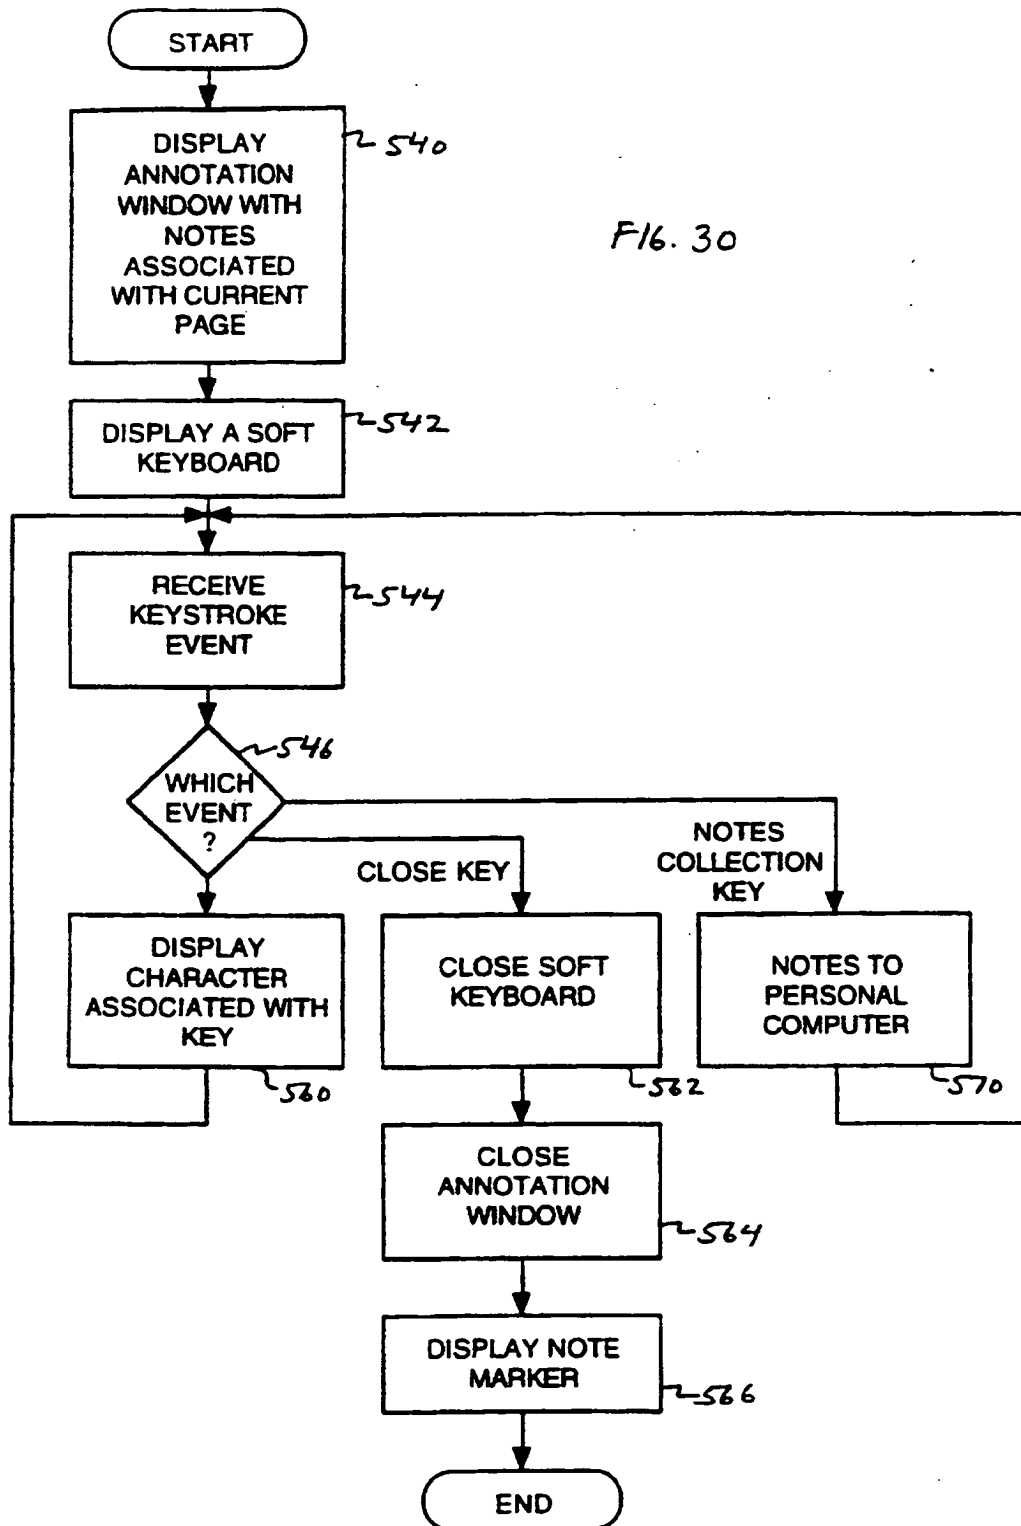 START
DISPLAY
ANNOTATION
WINDOW WITH
NOTES
ASSOCIATED
WITH CURRENT
PAGE
540
FIG. 30
DISPLAY A SOFT
KEYBOARD
542
RECEIVE
KEYSTROKE
EVENT
544
WHICH
EVENT
?
546
CLOSE KEY
NOTES
COLLECTION
KEY
DISPLAY
CHARACTER
ASSOCIATED WITH
KEY
560
CLOSE SOFT
KEYBOARD
562
NOTES TO
PERSONAL
COMPUTER
570
CLOSE
ANNOTATION
WINDOW
564
DISPLAY NOTE
MARKER
566
END